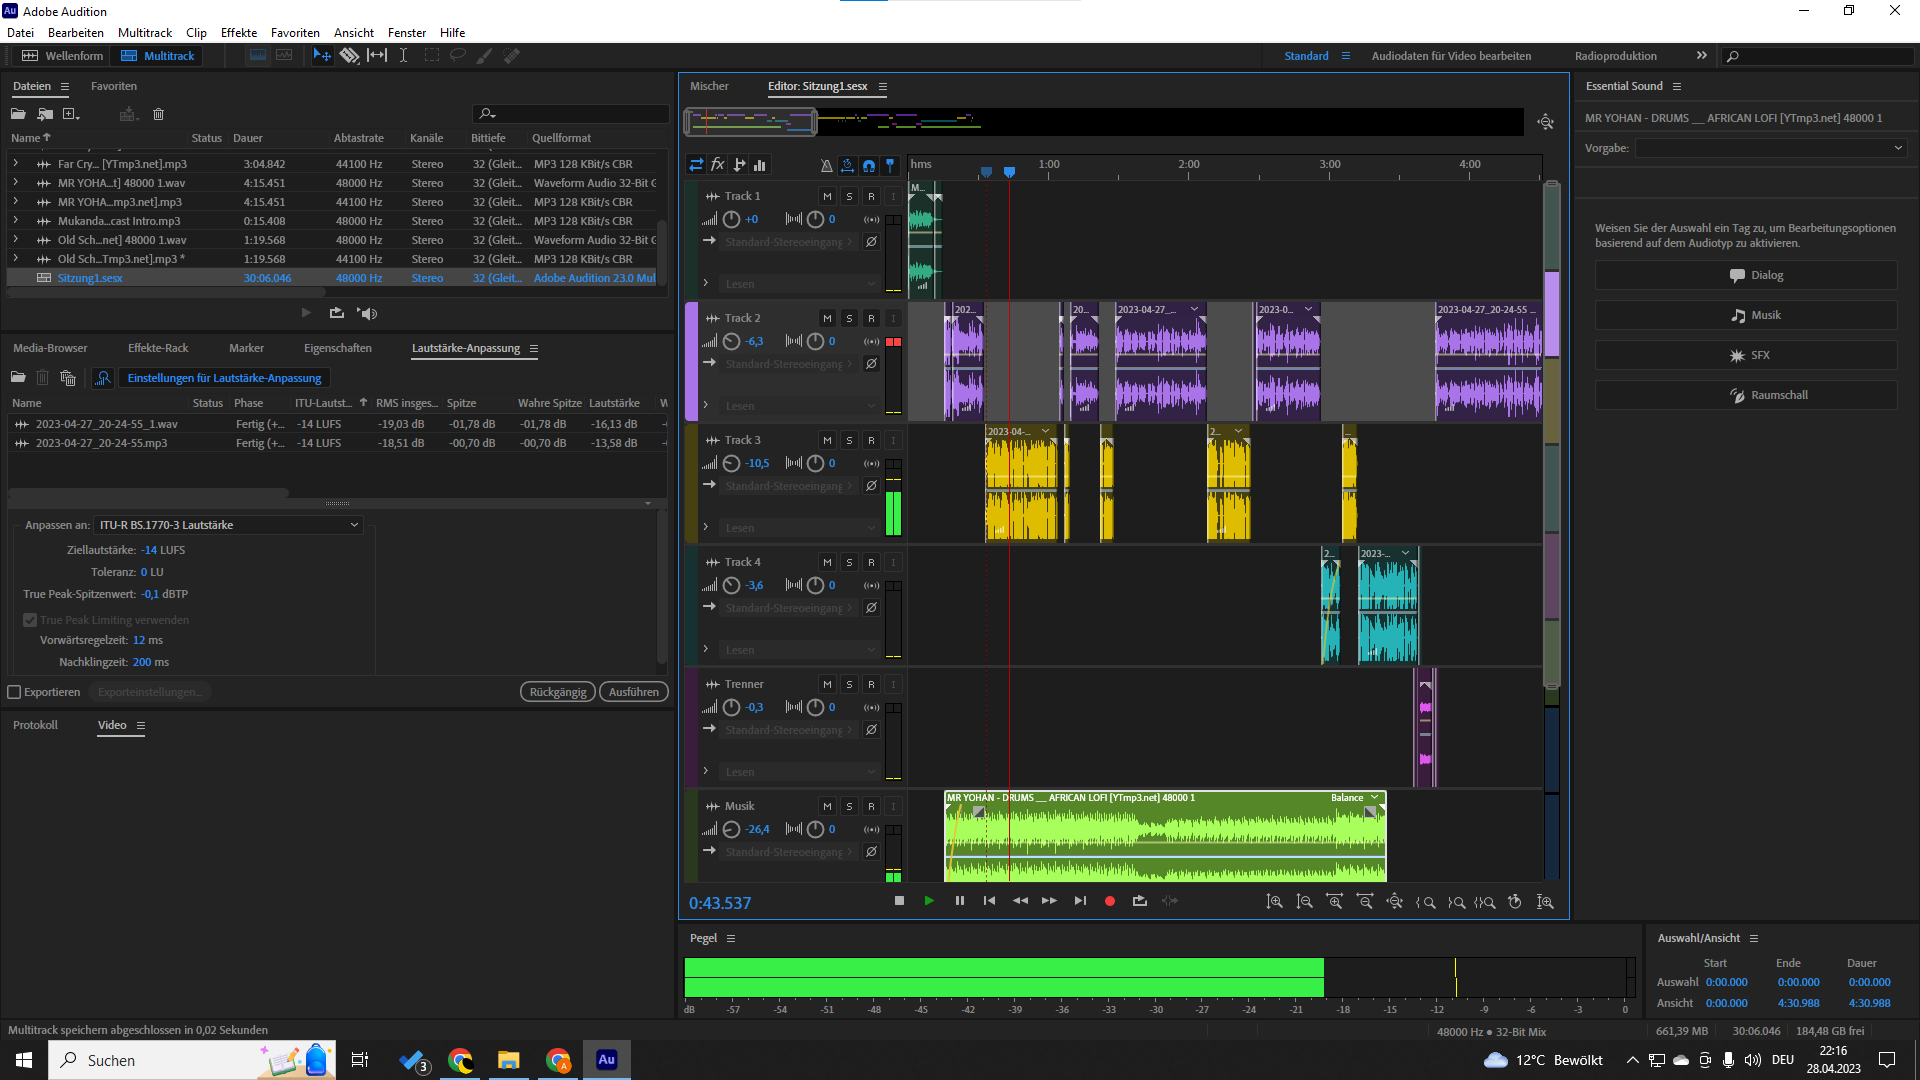 Adobe Audition
Datei Bearbeiten Multitrack Clip Effekte Favoriten Ansicht Fenster Hilfe
Wellenform Multitrack
Standard Audiodaten für Video bearbeiten Radioproduktion
Dateien Favoriten
Name Status Dauer Abtastrate Kanäle Bittiefe Quellformat
Far Cry... [YTmp3.net].mp3 3:04.842 44100 Hz Stereo 32 (Gleit... MP3 128 KBit/s CBR
MR YOHA...t] 48000 1.wav 4:15.451 48000 Hz Stereo 32 (Gleit... Waveform Audio 32-Bit G
MR YOHA...mp3.net].mp3 4:15.451 44100 Hz Stereo 32 (Gleit... MP3 128 KBit/s CBR
Mukanda...cast Intro.mp3 0:15.408 48000 Hz Stereo 32 (Gleit... MP3 128 KBit/s CBR
Old Sch...net] 48000 1.wav 1:19.568 48000 Hz Stereo 32 (Gleit... Waveform Audio 32-Bit G
Old Sch...Tmp3.net].mp3 * 1:19.568 44100 Hz Stereo 32 (Gleit... MP3 128 KBit/s CBR
Sitzung1.sesx 30:06.046 48000 Hz Stereo 32 (Gleit... Adobe Audition 23.0 Mul
Media-Browser Effekte-Rack Marker Eigenschaften Lautstärke-Anpassung
Einstellungen für Lautstärke-Anpassung
Name Status Phase ITU-Lautst... RMS insges... Spitze Wahre Spitze Lautstärke W
2023-04-27_20-24-55_1.wav Fertig (+... -14 LUFS -19,03 dB -01,78 dB -01,78 dB -16,13 dB
2023-04-27_20-24-55.mp3 Fertig (+... -14 LUFS -18,51 dB -00,70 dB -00,70 dB -13,58 dB
Anpassen an: ITU-R BS.1770-3 Lautstärke
Ziellautstärke: -14 LUFS
Toleranz: 0 LU
True Peak-Spitzenwert: -0,1 dBTP
True Peak Limiting verwenden
Vorwärtsregelzeit: 12 ms
Nachklingzeit: 200 ms
Exportieren Exporteinstellungen... Rückgängig Ausführen
Protokoll Video
Mischer Editor: Sitzung1.sesx
fx hms 1:00 2:00 3:00 4:00
Track 1 M S R I M...
+0 0
Standard-Stereoeingang
Lesen
Track 2 M S R I 202... 20... 2023-04-27_... 2023-0... 2023-04-27_20-24-55 ...
-6,3 0
Standard-Stereoeingang
Lesen
Track 3 M S R I 2023-04-... 2...
-10,5 0
Standard-Stereoeingang
Lesen
Track 4 M S R I 2... 2023-...
-3,6 0
Standard-Stereoeingang
Lesen
Trenner M S R I
-0,3 0
Standard-Stereoeingang
Lesen
Musik M S R I MR YOHAN - DRUMS __ AFRICAN LOFI [YTmp3.net] 48000 1 Balance
-26,4 0
Standard-Stereoeingang
0:43.537
Pegel
dB -57 -54 -51 -48 -45 -42 -39 -36 -33 -30 -27 -24 -21 -18 -15 -12 -9 -6 -3 0
Essential Sound
MR YOHAN - DRUMS __ AFRICAN LOFI [YTmp3.net] 48000 1
Vorgabe:
Weisen Sie der Auswahl ein Tag zu, um Bearbeitungsoptionen
basierend auf dem Audiotyp zu aktivieren.
Dialog
Musik
SFX
Raumschall
Auswahl/Ansicht
Start Ende Dauer
Auswahl 0:00.000 0:00.000 0:00.000
Ansicht 0:00.000 4:30.988 4:30.988
Multitrack speichern abgeschlossen in 0,02 Sekunden
48000 Hz ● 32-Bit Mix 661,39 MB 30:06.046 184,48 GB frei
Suchen
3
A
Au
12°C Bewölkt
DEU
22:16
28.04.2023